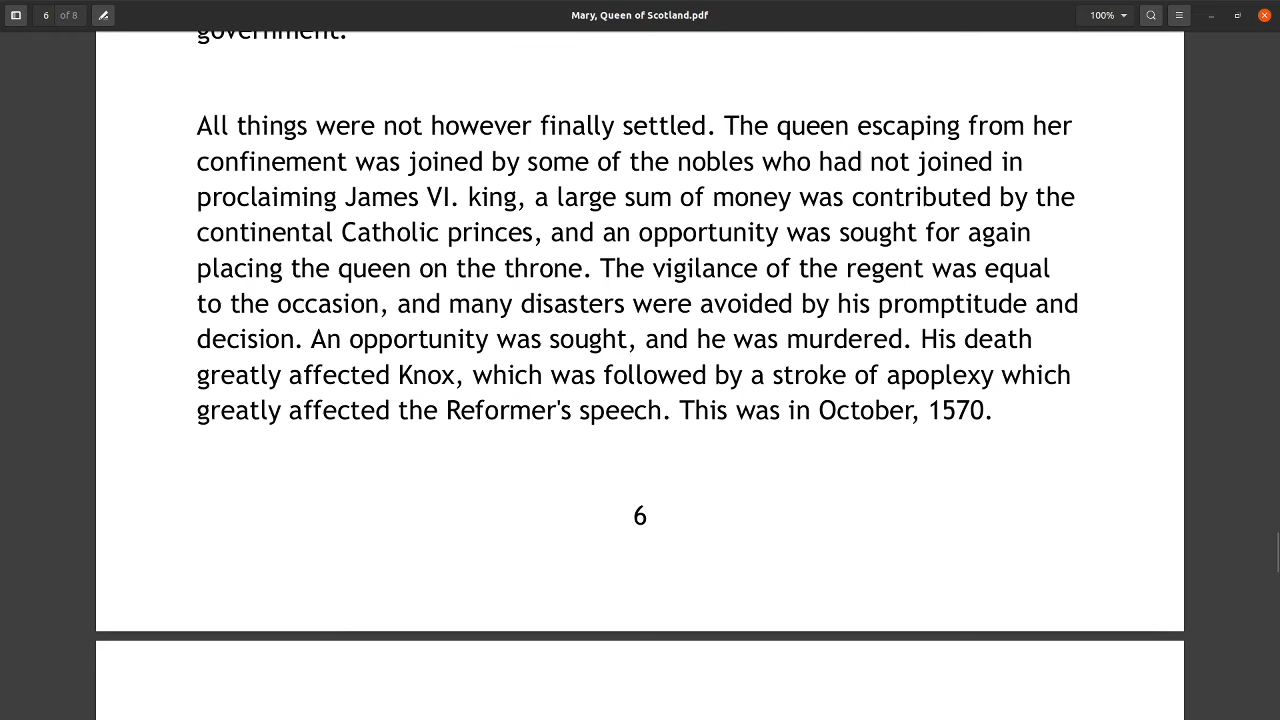 6 of 8
Mary, Queen of Scotland.pdf
100%
government.
All things were not however finally settled. The queen escaping from her
confinement was joined by some of the nobles who had not joined in
proclaiming James VI. king, a large sum of money was contributed by the
continental Catholic princes, and an opportunity was sought for again
placing the queen on the throne. The vigilance of the regent was equal
to the occasion, and many disasters were avoided by his promptitude and
decision. An opportunity was sought, and he was murdered. His death
greatly affected Knox, which was followed by a stroke of apoplexy which
greatly affected the Reformer's speech. This was in October, 1570.
6